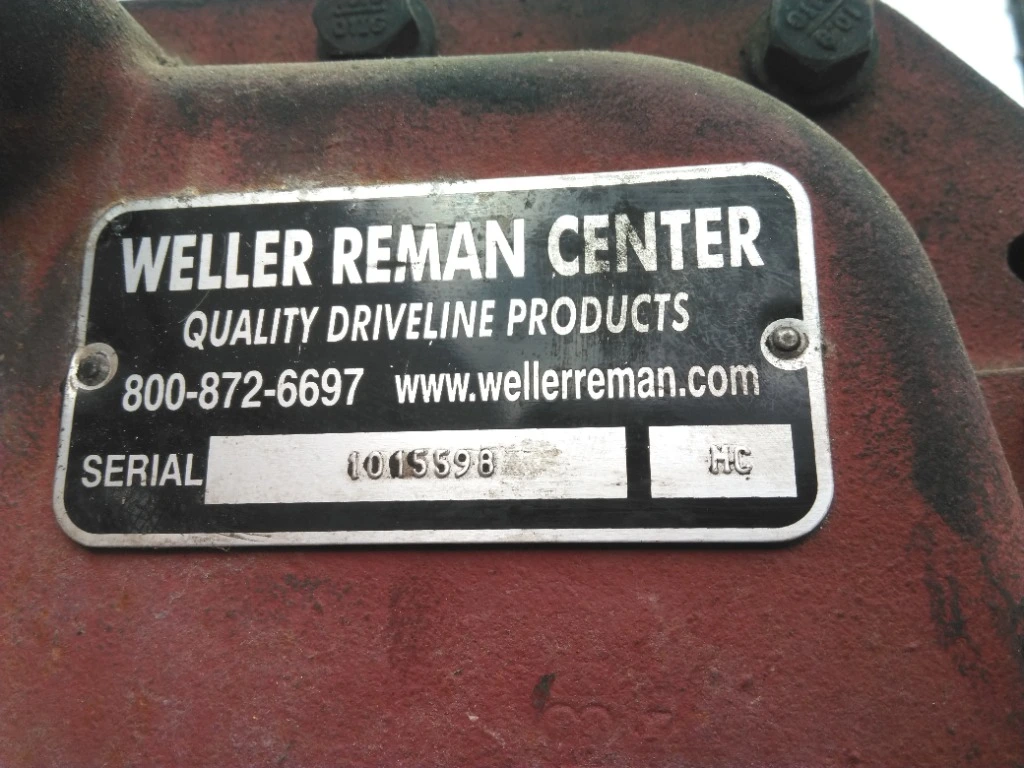 WELLER REMAN CENTER
QUALITY DRIVELINE PRODUCTS
800-872-6697 www.wellerreman.com
SERIAL 1015598 MC